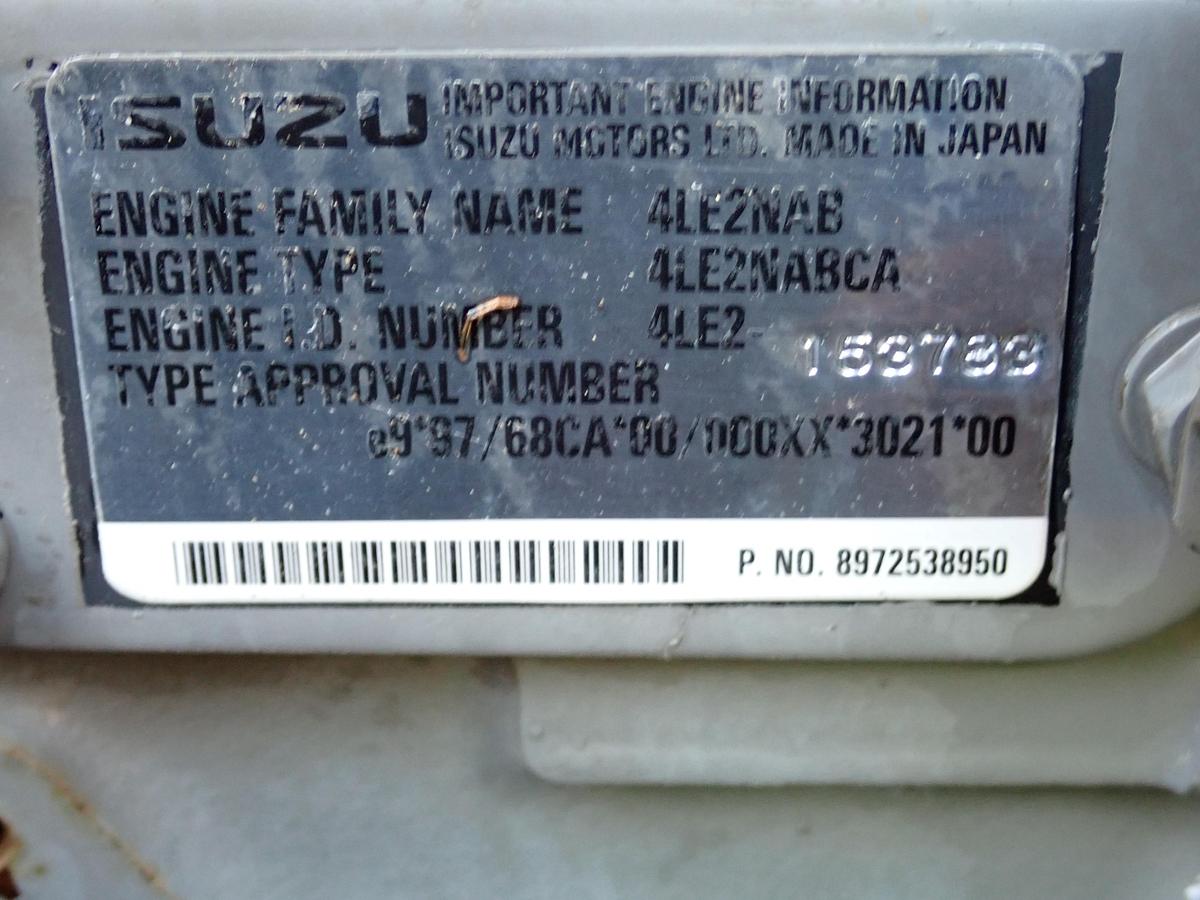 ISUZU IMPORTANT ENGINE INFORMATION
ISUZU MOTORS LTD. MADE IN JAPAN
ENGINE FAMILY NAME 4LE2NAB
ENGINE TYPE 4LE2NABCA
ENGINE I.D. NUMBER 4LE2-
TYPE APPROVAL NUMBER
e9*97/68CA*00/000XX*3021*00
P. NO. 8972538950